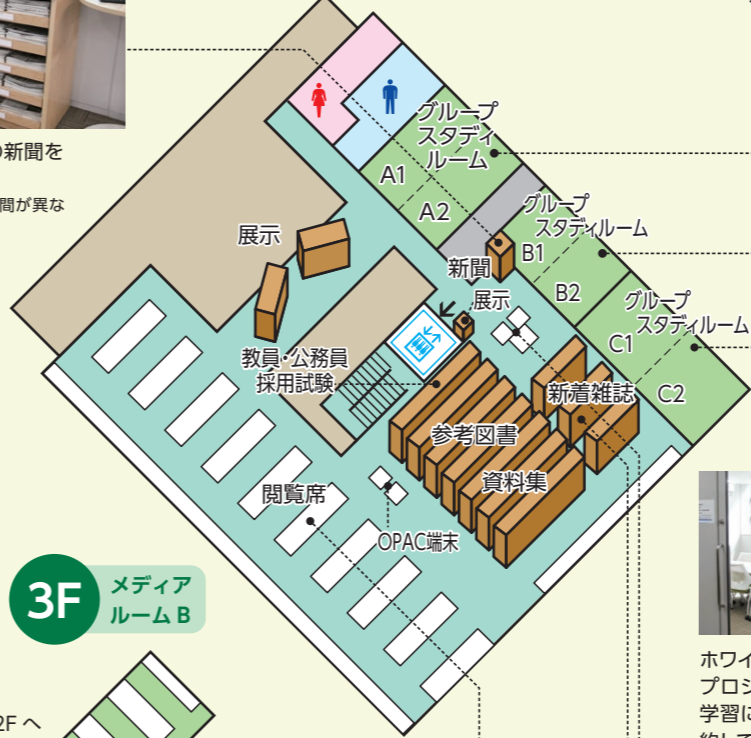 の新聞を
間が異な
グループ
スタディ
ルーム
A1
A2
グループ
スタディルーム
B1
B2
グループ
スタディルーム
C1
C2
展示
新聞
展示
教員・公務員
採用試験
新着雑誌
参考図書
資料集
閲覧席
OPAC端末
3F
メディア
ルーム B
2F へ
ホワイ
プロジ
学習に
約して